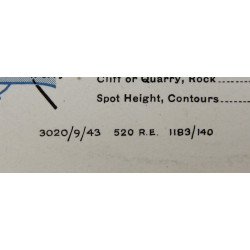 Cliff or Quarry, Rock
Spot Height, Contours
3020/9/43 520 R.E. 1183/140